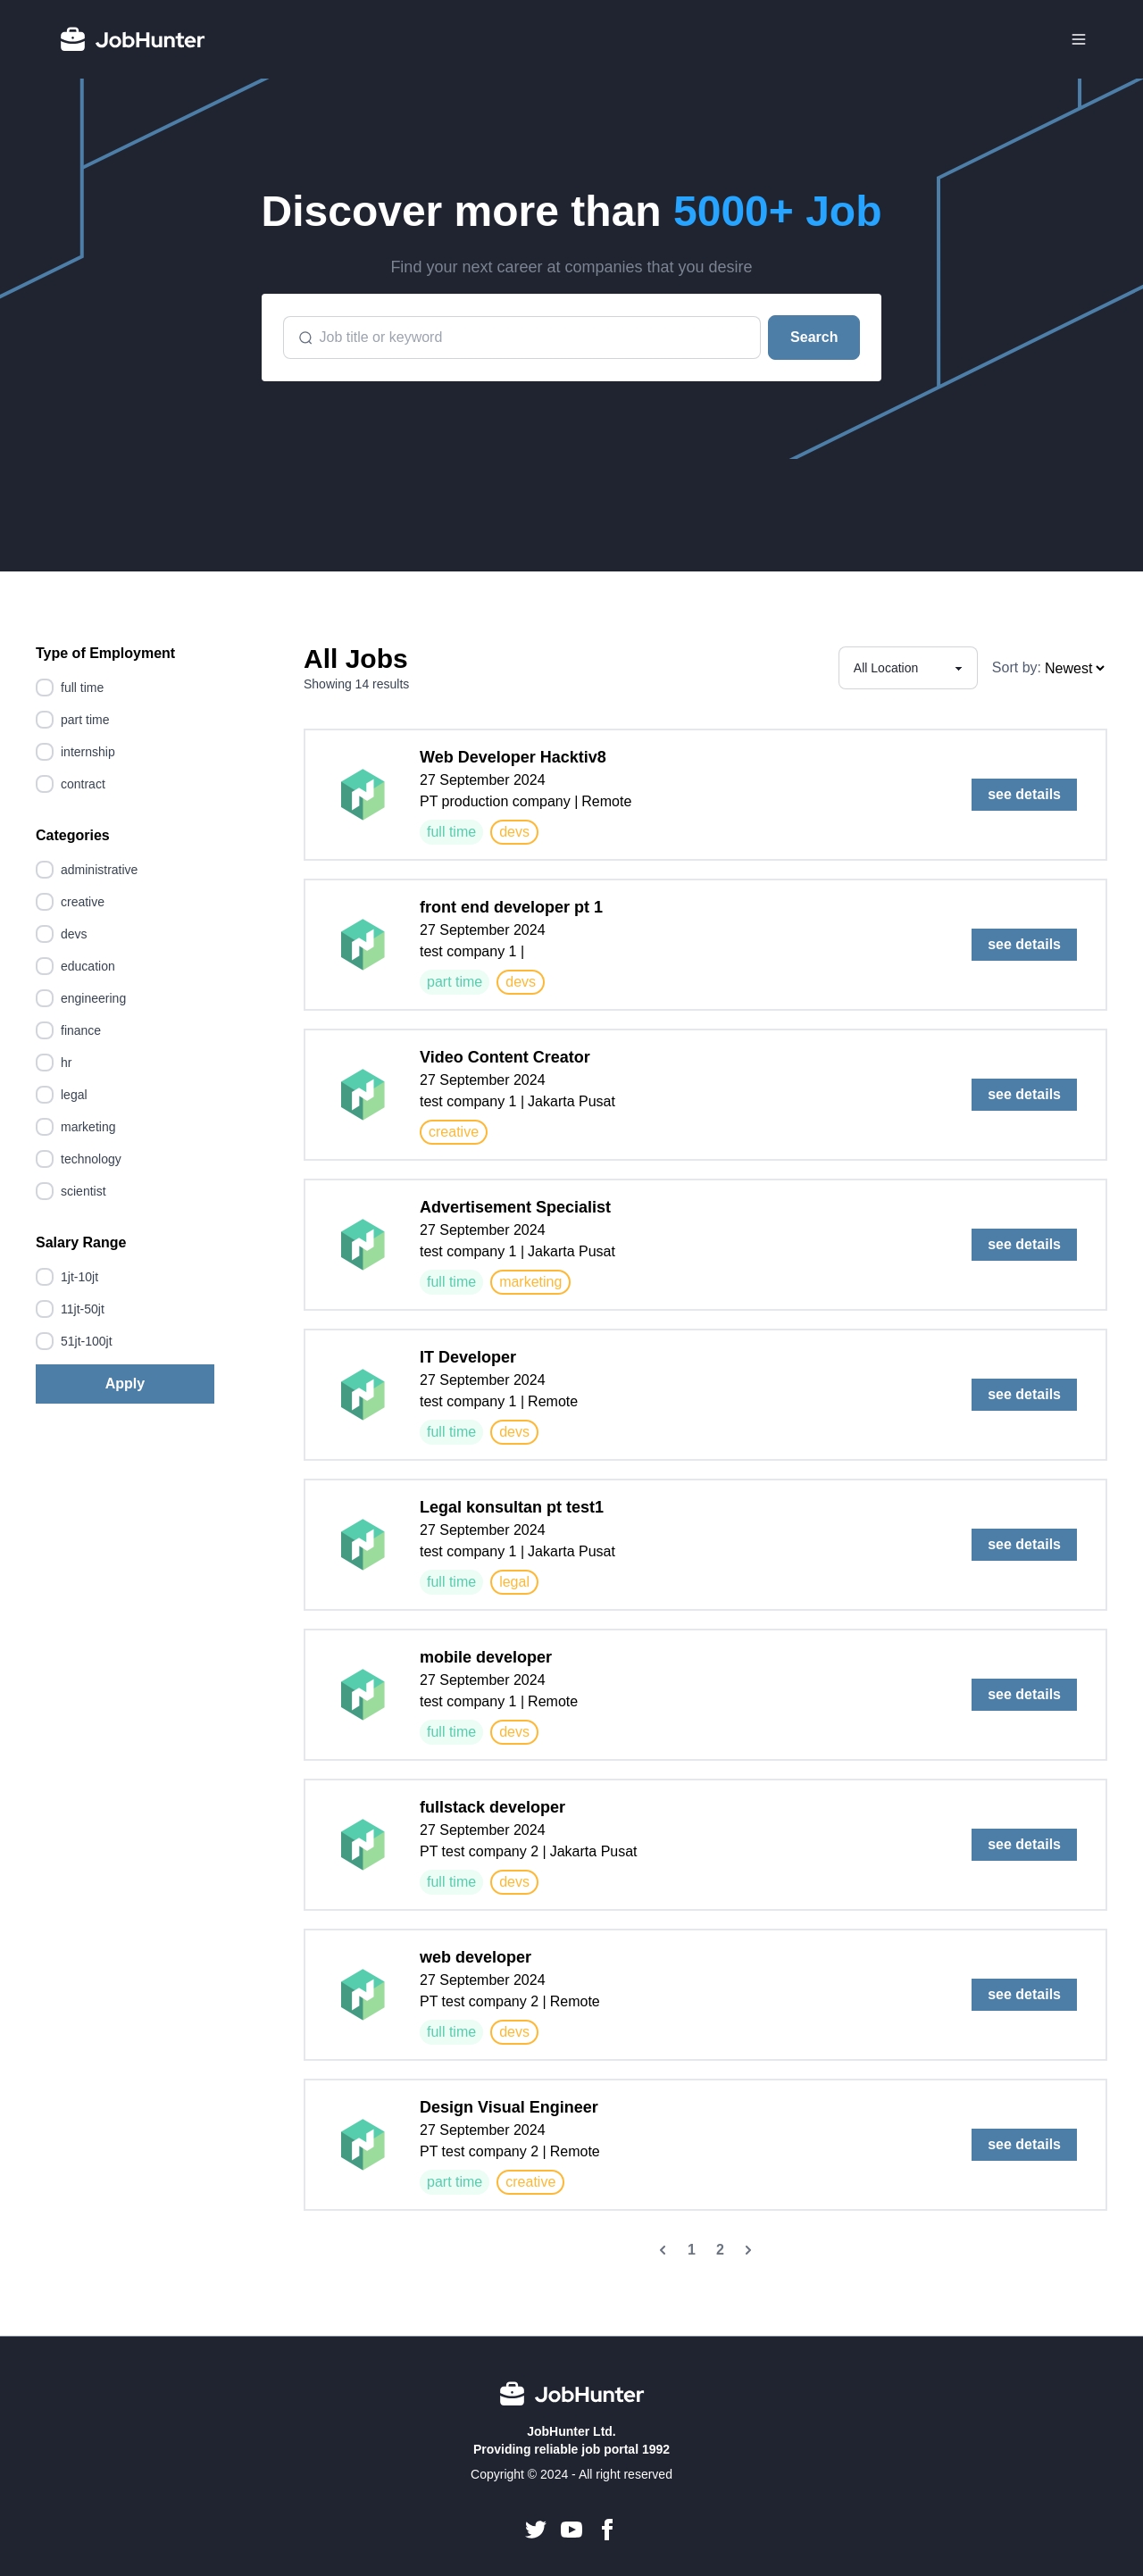 JobHunter
Discover more than 5000+ Job
Find your next career at companies that you desire
Job title or keyword
Search
Type of Employment
full time
part time
internship
contract
Categories
administrative
creative
devs
education
engineering
finance
hr
legal
marketing
technology
scientist
Salary Range
1jt-10jt
11jt-50jt
51jt-100jt
Apply
All Jobs
Showing 14 results
All Location
Sort by: Newest
Web Developer Hacktiv8
27 September 2024
PT production company | Remote
full time devs
see details
front end developer pt 1
27 September 2024
test company 1 |
part time devs
see details
Video Content Creator
27 September 2024
test company 1 | Jakarta Pusat
creative
see details
Advertisement Specialist
27 September 2024
test company 1 | Jakarta Pusat
full time marketing
see details
IT Developer
27 September 2024
test company 1 | Remote
full time devs
see details
Legal konsultan pt test1
27 September 2024
test company 1 | Jakarta Pusat
full time legal
see details
mobile developer
27 September 2024
test company 1 | Remote
full time devs
see details
fullstack developer
27 September 2024
PT test company 2 | Jakarta Pusat
full time devs
see details
web developer
27 September 2024
PT test company 2 | Remote
full time devs
see details
Design Visual Engineer
27 September 2024
PT test company 2 | Remote
part time creative
see details
1 2
JobHunter
JobHunter Ltd.
Providing reliable job portal 1992
Copyright © 2024 - All right reserved